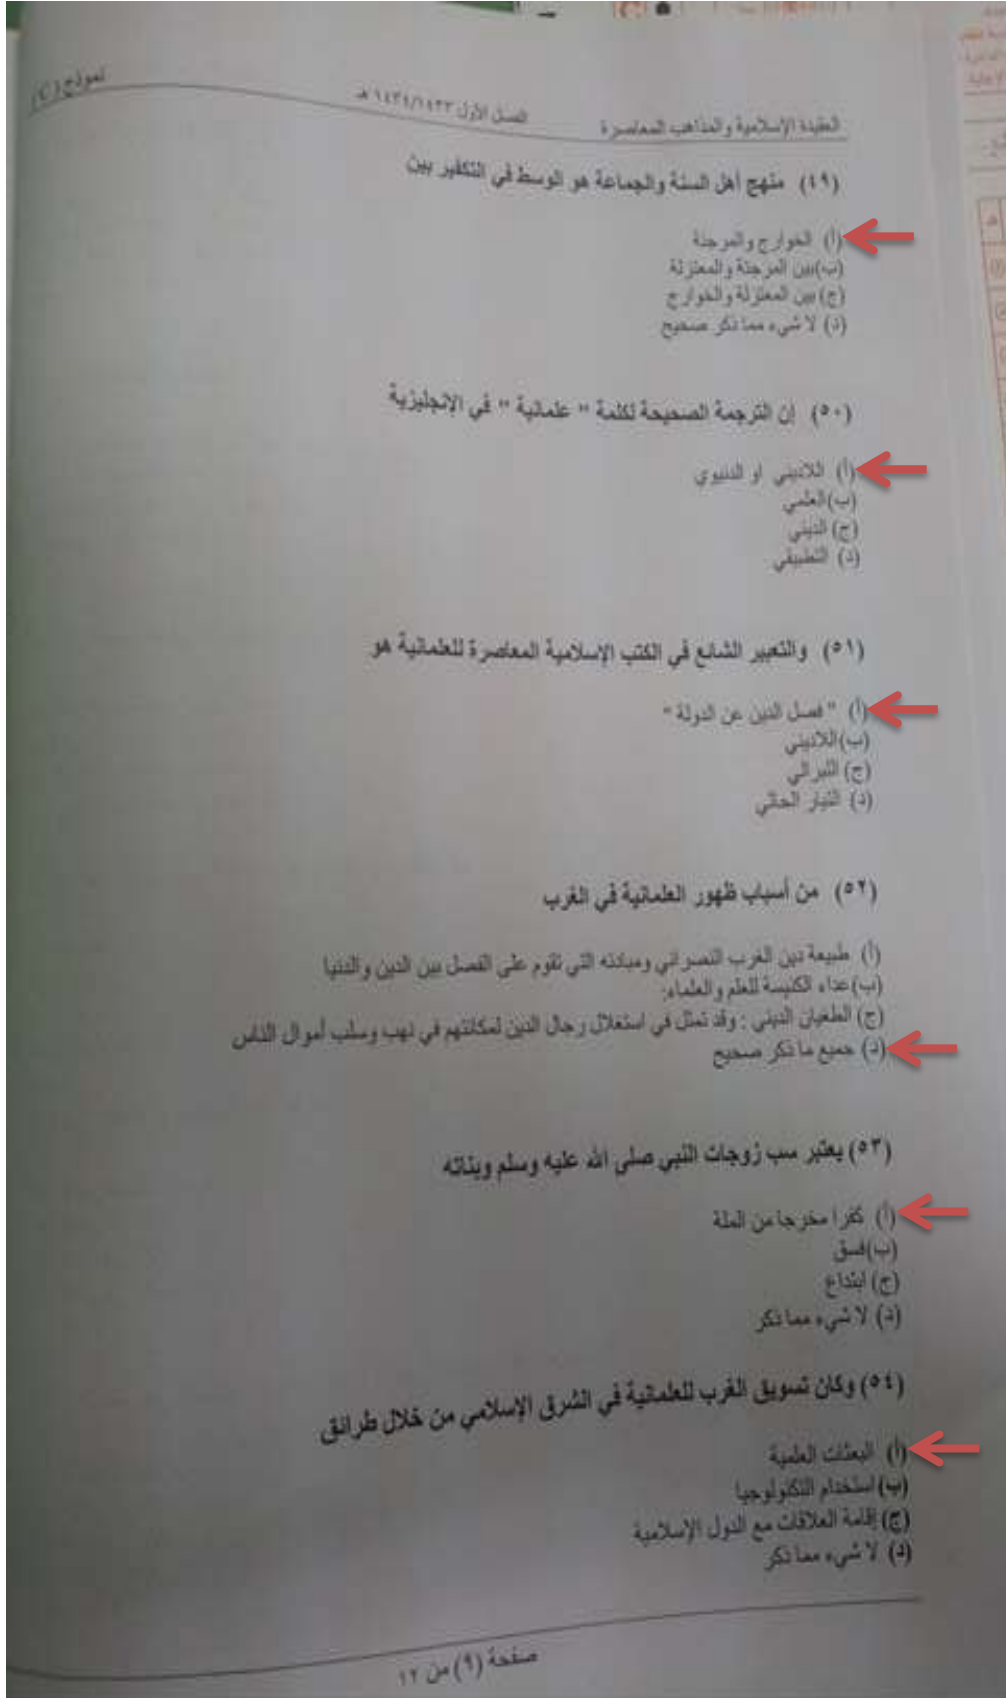 العقيدة الإسلامية والمذاهب المعاصرة الفصل الأول ١٤٣٤/١٤٣٣ هـ نموذج (C)
(٤٩) منهج أهل السنة والجماعة هو الوسط في التكفير بين
(أ) الخوارج والمرجئة
(ب)بين المرجئة والمعتزلة
(ج) بين المعتزلة والخوارج
(د) لا شيء مما ذكر صحيح
(٥٠) إن الترجمة الصحيحة لكلمة " علمانية " في الإنجليزية
(أ) اللاديني او الدنيوي
(ب)العلمي
(ج) الديني
(د) التطبيقي
(٥١) والتعبير الشائع في الكتب الإسلامية المعاصرة للعلمانية هو
(أ) " فصل الدين عن الدولة "
(ب)اللاديني
(ج) الليبرالي
(د) التيار الحالي
(٥٢) من أسباب ظهور العلمانية في الغرب
(أ) طبيعة دين الغرب النصراني ومبادئه التي تقوم على الفصل بين الدين والدنيا
(ب)عداء الكنيسة للعلم والعلماء:
(ج) الطغيان الديني : وقد تمثل في استغلال رجال الدين لمكانتهم في نهب وسلب أموال الناس
(د) جميع ما ذكر صحيح
(٥٣) يعتبر سب زوجات النبي صلى الله عليه وسلم وبناته
(أ) كفرا مخرجا من الملة
(ب)فسق
(ج) ابتداع
(د) لا شيء مما ذكر
(٥٤) وكان تسويق الغرب للعلمانية في الشرق الإسلامي من خلال طرائق
(أ) البعثات العلمية
(ب) استخدام التكنولوجيا
(ج) إقامة العلاقات مع الدول الإسلامية
(د) لا شيء مما ذكر
صفحة (٩) من ١٢